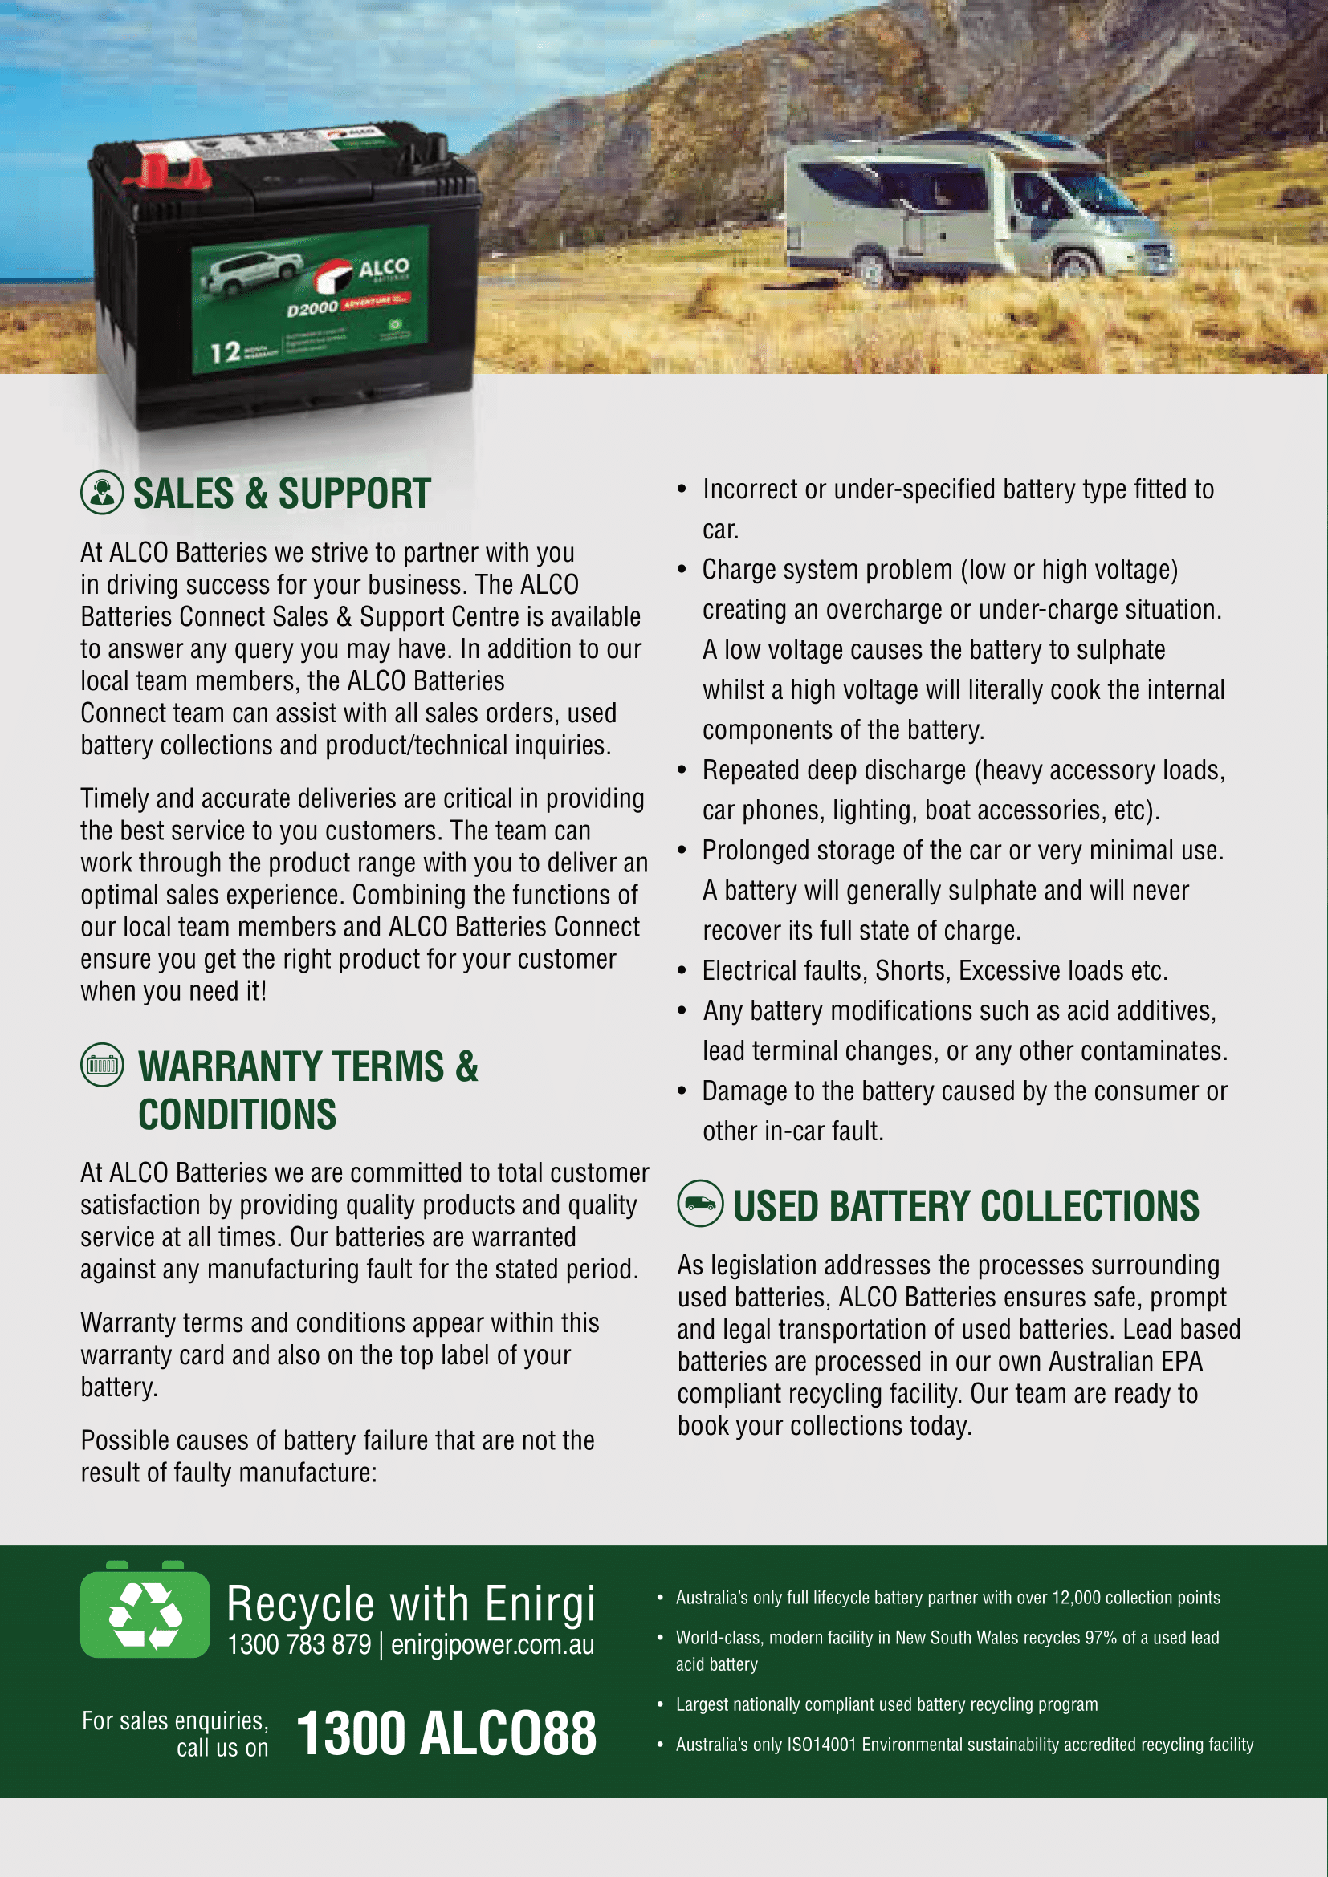 ALCO
ALCO
BATTERIES
D2000 ADVENTURE
12 MONTH
WARRANTY
SALES & SUPPORT
At ALCO Batteries we strive to partner with you
in driving success for your business. The ALCO
Batteries Connect Sales & Support Centre is available
to answer any query you may have. In addition to our
local team members, the ALCO Batteries
Connect team can assist with all sales orders, used
battery collections and product/technical inquiries.
Timely and accurate deliveries are critical in providing
the best service to you customers. The team can
work through the product range with you to deliver an
optimal sales experience. Combining the functions of
our local team members and ALCO Batteries Connect
ensure you get the right product for your customer
when you need it!
WARRANTY TERMS &
CONDITIONS
At ALCO Batteries we are committed to total customer
satisfaction by providing quality products and quality
service at all times. Our batteries are warranted
against any manufacturing fault for the stated period.
Warranty terms and conditions appear within this
warranty card and also on the top label of your
battery.
Possible causes of battery failure that are not the
result of faulty manufacture:
• Incorrect or under-specified battery type fitted to
car.
• Charge system problem (low or high voltage)
creating an overcharge or under-charge situation.
A low voltage causes the battery to sulphate
whilst a high voltage will literally cook the internal
components of the battery.
• Repeated deep discharge (heavy accessory loads,
car phones, lighting, boat accessories, etc).
• Prolonged storage of the car or very minimal use.
A battery will generally sulphate and will never
recover its full state of charge.
• Electrical faults, Shorts, Excessive loads etc.
• Any battery modifications such as acid additives,
lead terminal changes, or any other contaminates.
• Damage to the battery caused by the consumer or
other in-car fault.
USED BATTERY COLLECTIONS
As legislation addresses the processes surrounding
used batteries, ALCO Batteries ensures safe, prompt
and legal transportation of used batteries. Lead based
batteries are processed in our own Australian EPA
compliant recycling facility. Our team are ready to
book your collections today.
Recycle with Enirgi
1300 783 879 | enirgipower.com.au
For sales enquiries,
call us on
1300 ALCO88
• Australia's only full lifecycle battery partner with over 12,000 collection points
• World-class, modern facility in New South Wales recycles 97% of a used lead
acid battery
• Largest nationally compliant used battery recycling program
• Australia's only ISO14001 Environmental sustainability accredited recycling facility